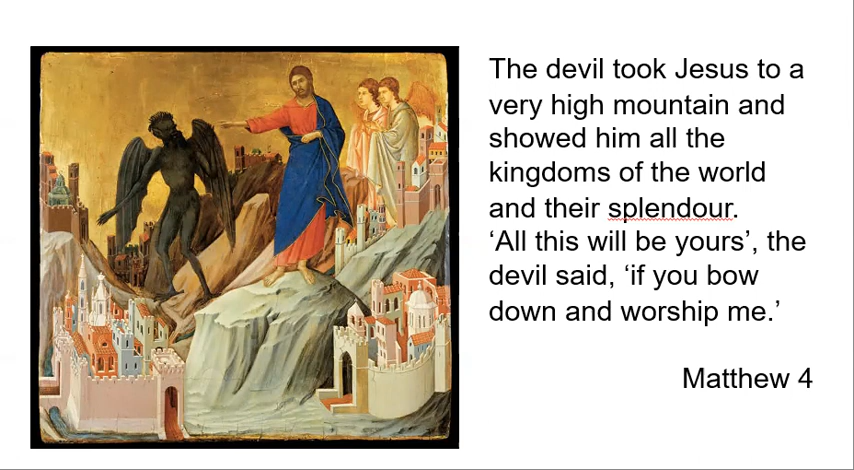 The devil took Jesus to a
very high mountain and
showed him all the
kingdoms of the world
and their splendour.
‘All this will be yours’, the
devil said, ‘if you bow
down and worship me.’
Matthew 4